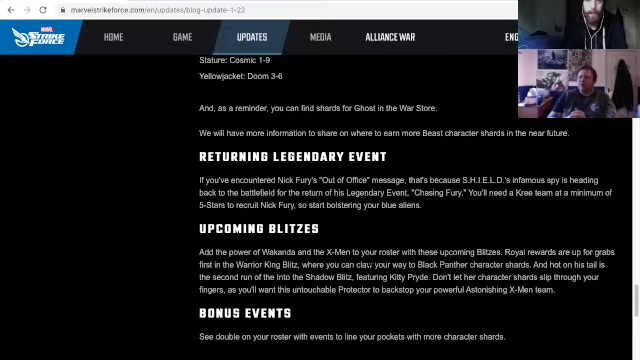 marvelstrikeforce.com/en/updates/blog-update-1-22
MARVEL
STRIKE FORCE
HOME
GAME
UPDATES
MEDIA
ALLIANCE WAR
ENG
Stature: Cosmic 1-9
Yellowjacket: Doom 3-6
And, as a reminder, you can find shards for Ghost in the War Store.
We will have more information to share on where to earn more Beast character shards in the near future.
RETURNING LEGENDARY EVENT
If you've encountered Nick Fury's "Out of Office" message, that's because S.H.I.E.L.D.'s infamous spy is heading
back to the battlefield for the return of his Legendary Event, "Chasing Fury." You'll need a Kree team at a minimum of
5-Stars to recruit Nick Fury, so start bolstering your blue aliens.
UPCOMING BLITZES
Add the power of Wakanda and the X-Men to your roster with these upcoming Blitzes. Royal rewards are up for grabs
first in the Warrior King Blitz, where you can claw your way to Black Panther character shards. And hot on his tail is
the second run of the Into the Shadow Blitz, featuring Kitty Pryde. Don't let her character shards slip through your
fingers, as you'll want this untouchable Protector to backstop your powerful Astonishing X-Men team.
BONUS EVENTS
See double on your roster with events to line your pockets with more character shards.